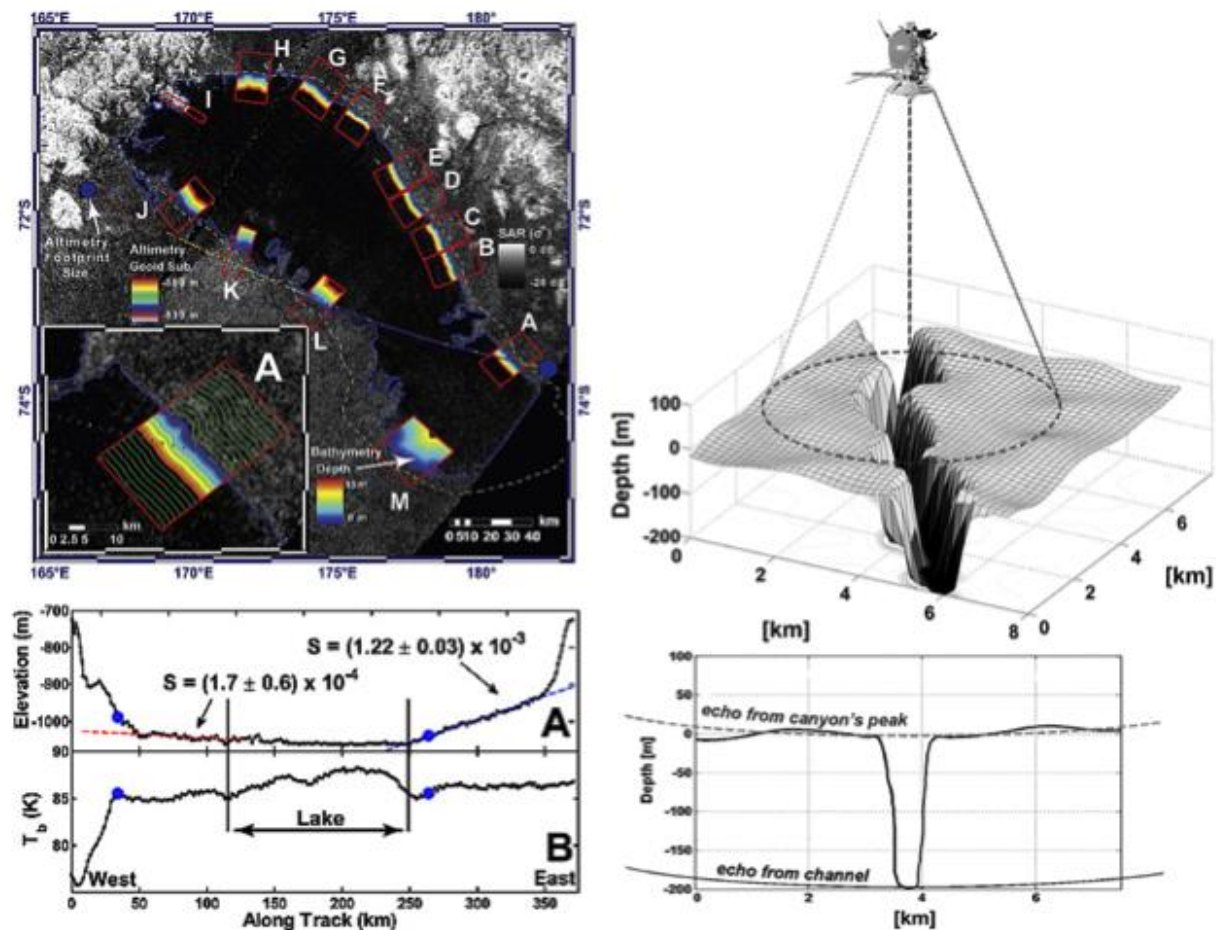 165°E 170°E 175°E 180°
H
G
F
I
E
D
72°S
J
C
SAR (σ°)
0 dB
B
Altimetry
Footprint
Size
Altimetry
Geoid Sub.
K
A
L
A
74°S
Bathymetry
Depth
0 m
M
km
0 2.5 5 10
km
0 5 10 20 30 40
165°E 170°E 175°E 180°
72°S
74°S
-700
-800
-900
-1000
Elevation (m)
S = (1.7 ± 0.6) x 10-4
S = (1.22 ± 0.03) x 10-3
A
90
85
75
Tb (K)
Lake
B
West
East
0 50 100 150 200 250 300 350
Along Track (km)
100
0
-100
-200
Depth [m]
0
2
4
6
8
[km]
0
2
4
6
[km]
100
50
0
-50
-100
-150
-200
Depth [m]
echo from canyon's peak
echo from channel
0 2 4 6
[km]